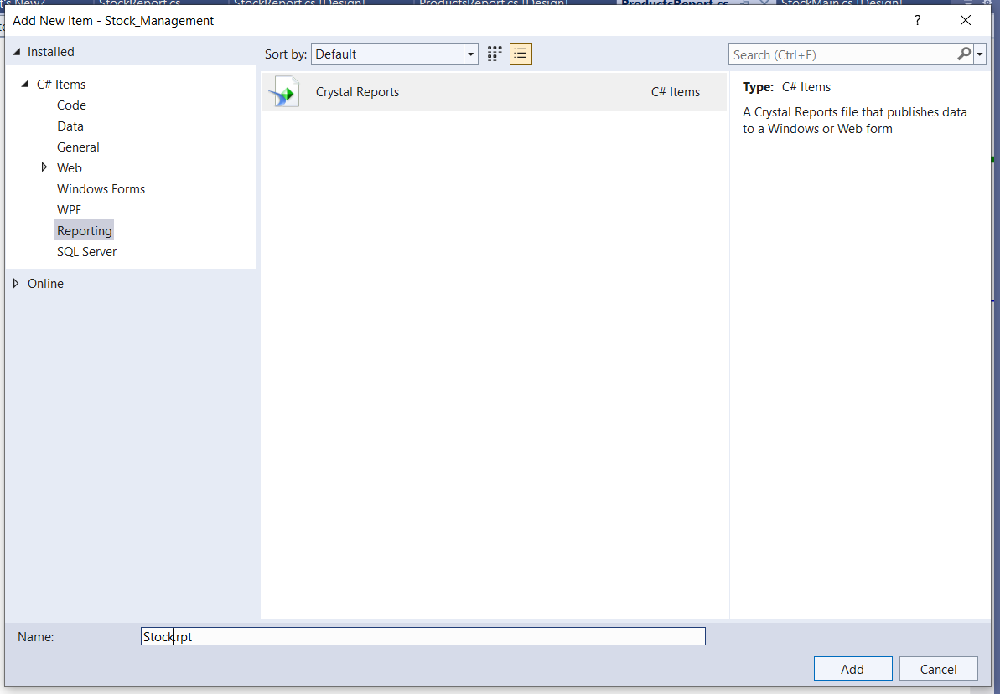 t's New? StockReport.cs StockReport.cs [Design] ProductsReport.cs [Design] ProductsReport.cs StockMain.cs [Design]
Add New Item - Stock_Management ?
Installed
Sort by: Default
Search (Ctrl+E)
C# Items
Code
Data
General
Web
Windows Forms
WPF
Reporting
SQL Server
Online
Crystal Reports C# Items
Type: C# Items
A Crystal Reports file that publishes data
to a Windows or Web form
Name: Stock.rpt
Add Cancel